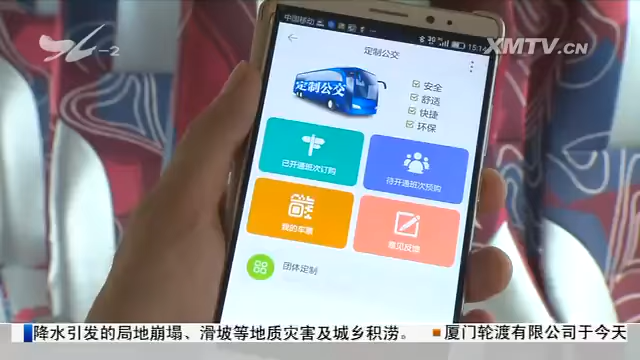 中国移动
15:14
XMTV.CN
-2
定制公交
定制公交
安全
舒适
快捷
环保
已开通班次订购
待开通班次预购
我的车票
意见反馈
团体定制
降水引发的局地崩塌、滑坡等地质灾害及城乡积涝。 厦门轮渡有限公司于今天